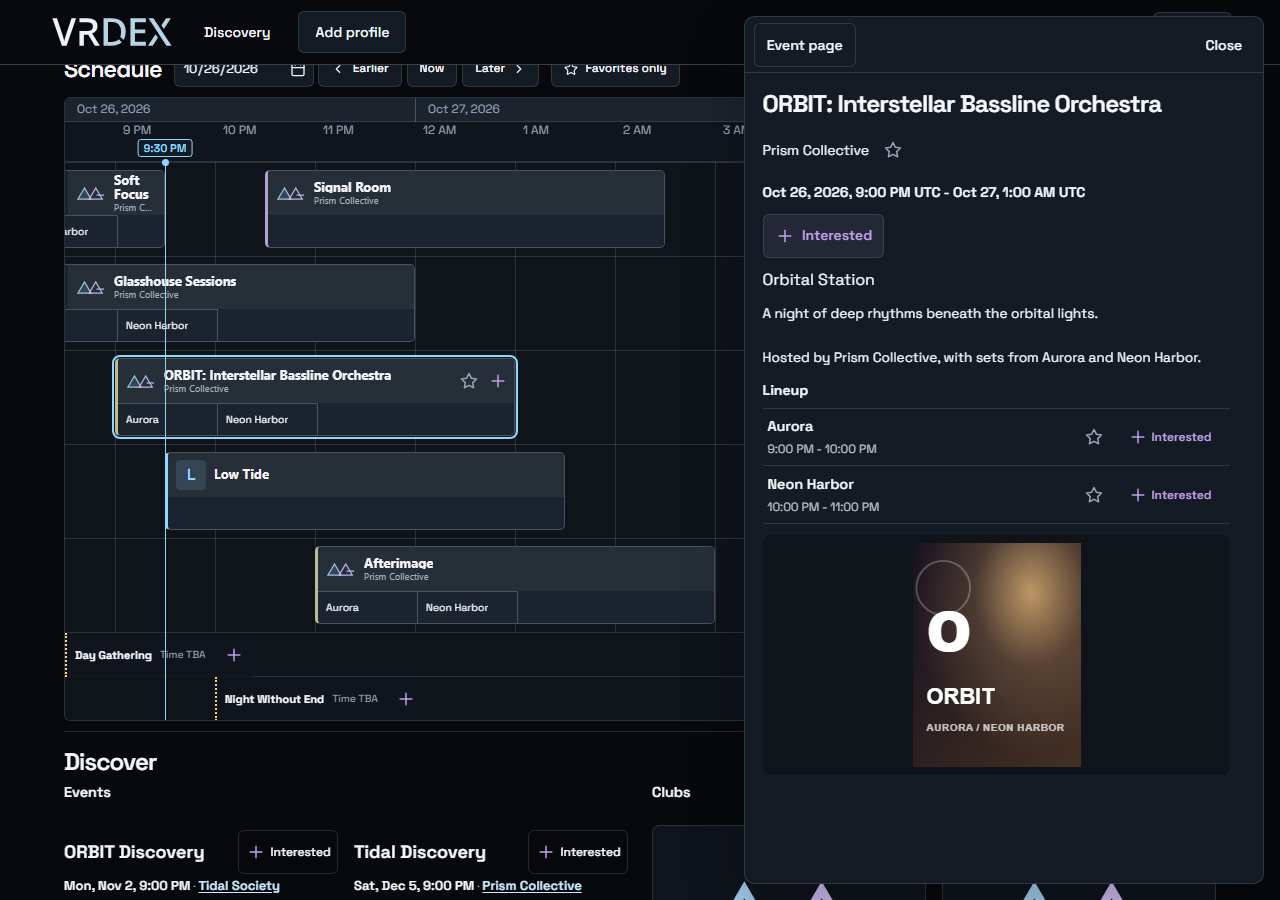 VRDEX
Discovery
Add profile
Schedule
10/26/2026
Earlier
Now
Later
Favorites only
Oct 26, 2026
Oct 27, 2026
9 PM
10 PM
11 PM
12 AM
1 AM
2 AM
9:30 PM
Soft
Focus
Prism C...
Signal Room
Prism Collective
Glasshouse Sessions
Prism Collective
Neon Harbor
ORBIT: Interstellar Bassline Orchestra
Prism Collective
Aurora
Neon Harbor
L
Low Tide
Afterimage
Prism Collective
Aurora
Neon Harbor
Day Gathering
Time TBA
Night Without End
Time TBA
Discover
Events
Clubs
ORBIT Discovery
Interested
Mon, Nov 2, 9:00 PM · Tidal Society
Tidal Discovery
Interested
Sat, Dec 5, 9:00 PM · Prism Collective
Event page
Close
ORBIT: Interstellar Bassline Orchestra
Prism Collective
Oct 26, 2026, 9:00 PM UTC - Oct 27, 1:00 AM UTC
Interested
Orbital Station
A night of deep rhythms beneath the orbital lights.
Hosted by Prism Collective, with sets from Aurora and Neon Harbor.
Lineup
Aurora
9:00 PM - 10:00 PM
Interested
Neon Harbor
10:00 PM - 11:00 PM
Interested
O
ORBIT
AURORA / NEON HARBOR